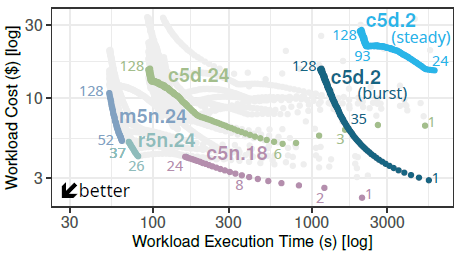 Workload Cost ($) [log]
30
10
3
128
c5d.2
(steady)
93
24
128
c5d.24
128
c5d.2
(burst)
128
m5n.24
35
6
3
1
52
r5n.24
37
26
c5n.18
24
8
2
1
1
better
30
100
300
1000
3000
Workload Execution Time (s) [log]